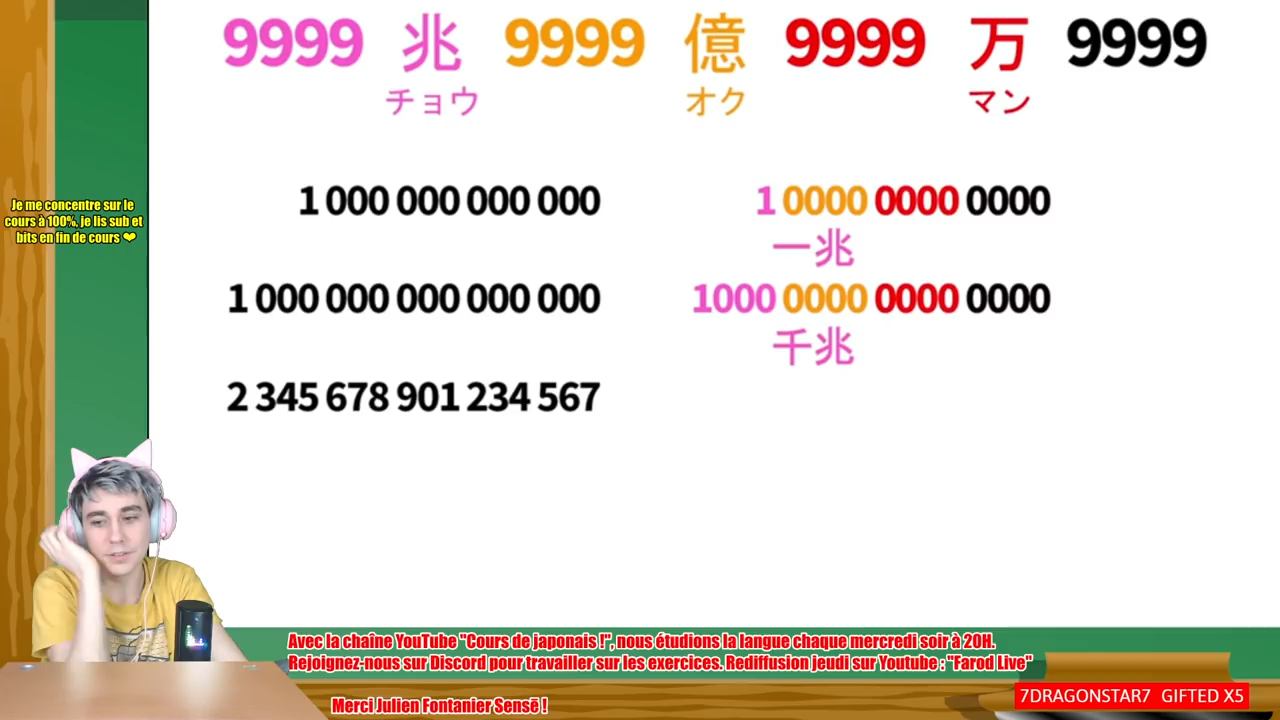 9999 兆 9999 億 9999 万 9999
チョウ オク マン
1 000 000 000 000 1 0000 0000 0000
一兆
1 000 000 000 000 000 1000 0000 0000 0000
千兆
2 345 678 901 234 567
Je me concentre sur le
cours à 100%, je lis sub et
bits en fin de cours ❤
Avec la chaîne YouTube "Cours de japonais !", nous étudions la langue chaque mercredi soir à 20H.
Rejoignez-nous sur Discord pour travailler sur les exercices. Rediffusion jeudi sur Youtube : "Farod Live"
Merci Julien Fontanier Sensē !
7DRAGONSTAR7 GIFTED X5